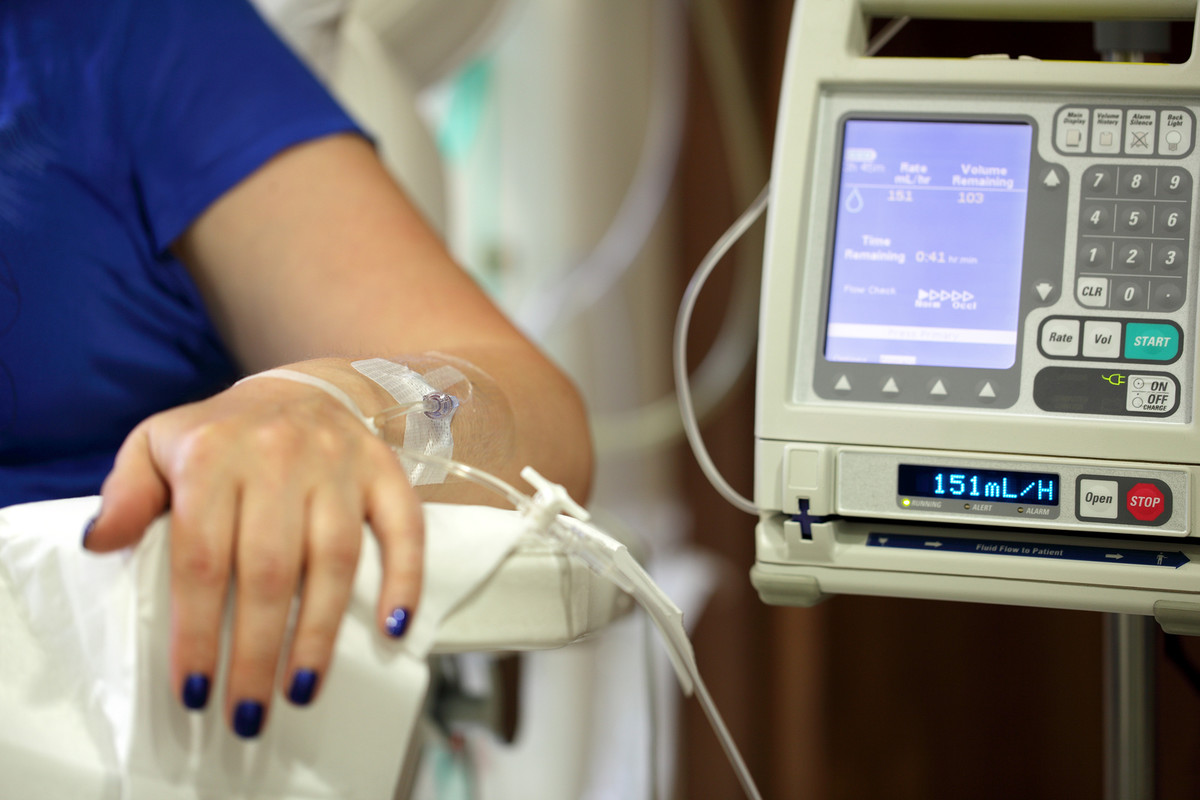 Main Display
Volume History
Alarm Silence
Back Light
Rate mL/hr
Volume Remaining
151
103
Time Remaining
0:41 hr min
Flow Check
Norm Occl
7 8 9
4 5 6
1 2 3
CLR 0 .
Rate
Vol
START
ON
OFF
CHARGE
151mL/H
RUNNING
ALERT
ALARM
Open
STOP
Fluid Flow to Patient